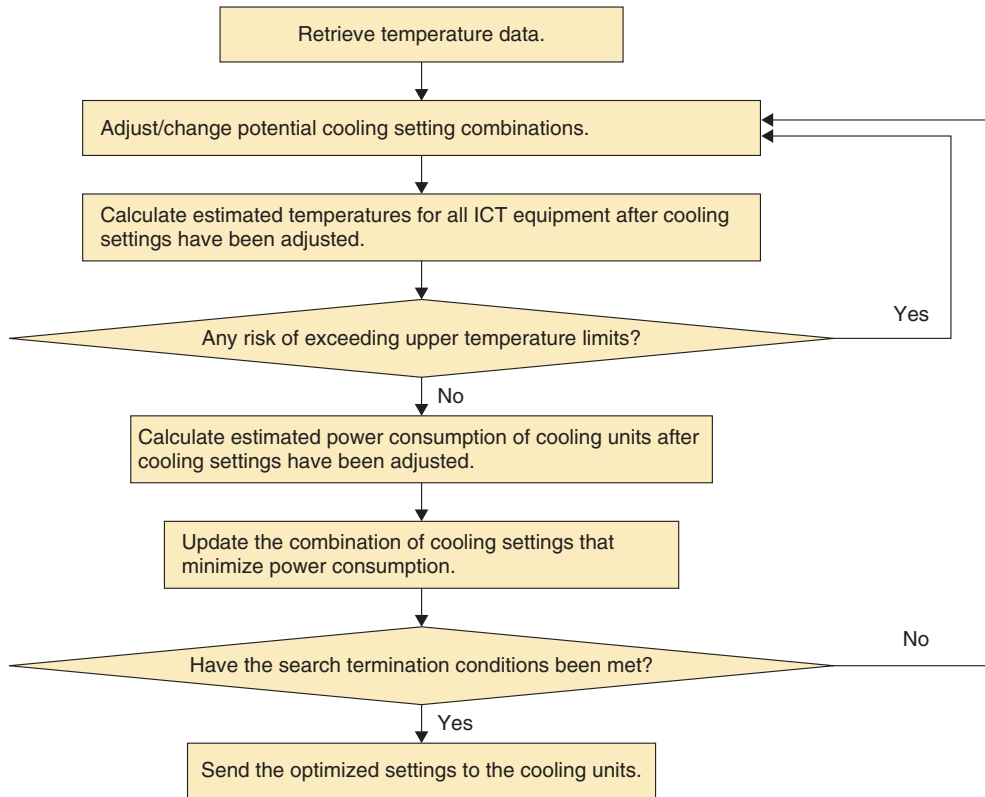 Retrieve temperature data.
Adjust/change potential cooling setting combinations.
Calculate estimated temperatures for all ICT equipment after cooling
settings have been adjusted.
Any risk of exceeding upper temperature limits?
Yes
No
Calculate estimated power consumption of cooling units after
cooling settings have been adjusted.
Update the combination of cooling settings that
minimize power consumption.
Have the search termination conditions been met?
No
Yes
Send the optimized settings to the cooling units.